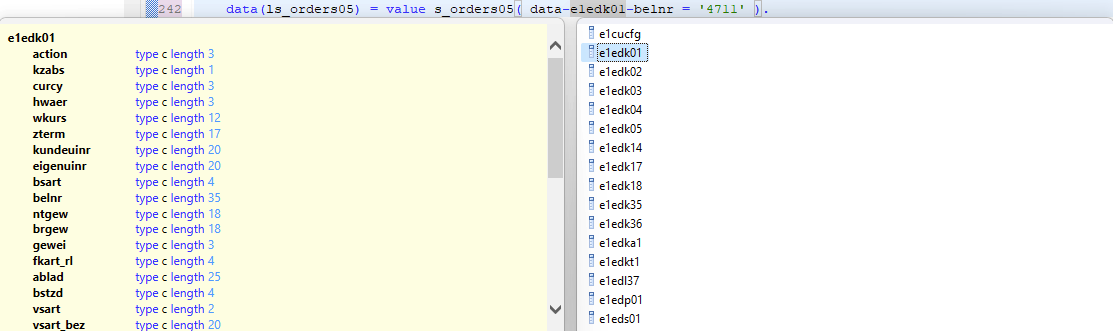 242 data(ls_orders05) = value s_orders05( data-e1edk01-belnr = '4711' ).
e1edk01
action type c length 3
kzabs type c length 1
curcy type c length 3
hwaer type c length 3
wkurs type c length 12
zterm type c length 17
kundeuinr type c length 20
eigenuinr type c length 20
bsart type c length 4
belnr type c length 35
ntgew type c length 18
brgew type c length 18
gewei type c length 3
fkart_rl type c length 4
ablad type c length 25
bstzd type c length 4
vsart type c length 2
vsart_bez type c length 20
e1cucfg
e1edk01
e1edk02
e1edk03
e1edk04
e1edk05
e1edk14
e1edk17
e1edk18
e1edk35
e1edk36
e1edka1
e1edkt1
e1edl37
e1edp01
e1eds01